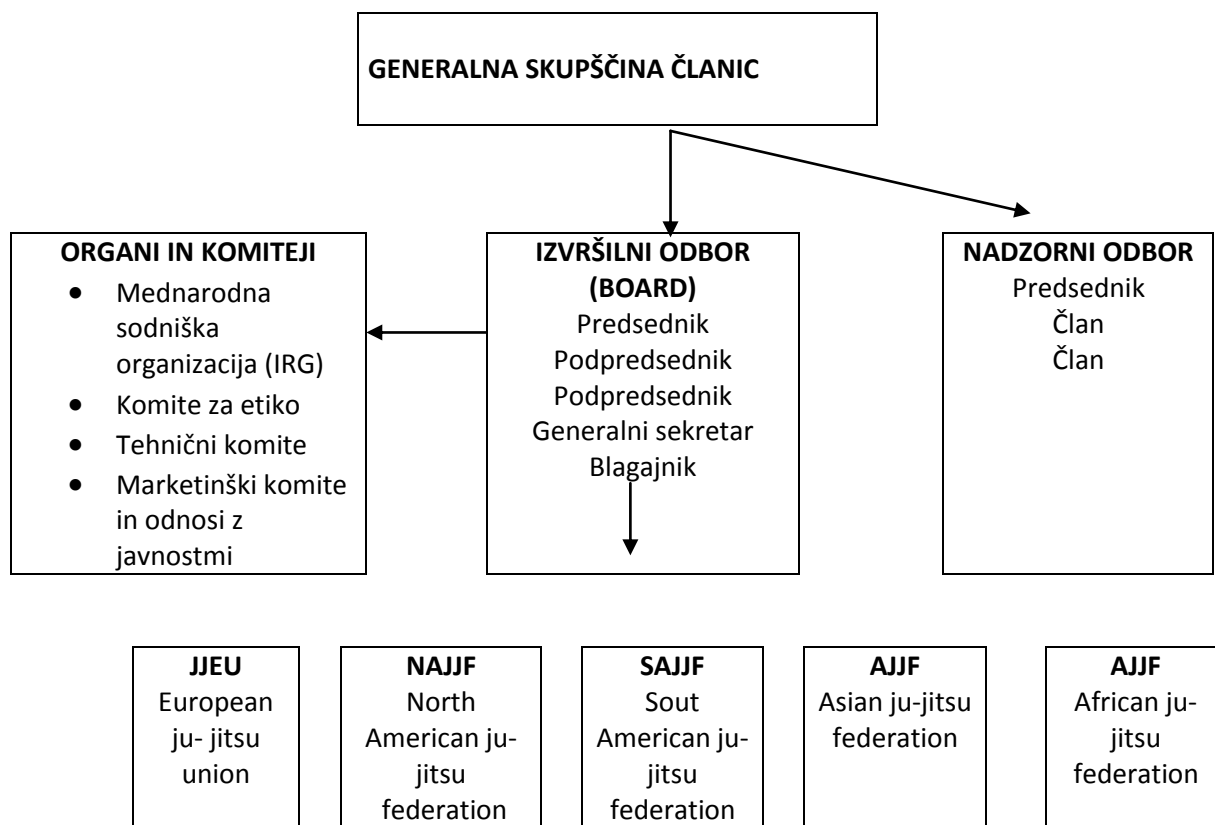 GENERALNA SKUPŠČINA ČLANIC
ORGANI IN KOMITEJI
• Mednarodna
sodniška
organizacija (IRG)
• Komite za etiko
• Tehnični komite
• Marketinški komite
in odnosi z
javnostmi
IZVRŠILNI ODBOR
(BOARD)
Predsednik
Podpredsednik
Podpredsednik
Generalni sekretar
Blagajnik
NADZORNI ODBOR
Predsednik
Član
Član
JJEU
European
ju- jitsu
union
NAJJF
North
American ju-
jitsu
federation
SAJJF
Sout
American ju-
jitsu
federation
AJJF
Asian ju-jitsu
federation
AJJF
African ju-
jitsu
federation